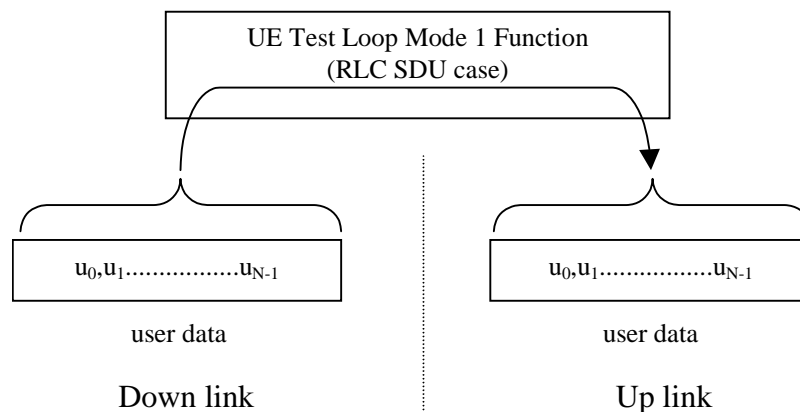 UE Test Loop Mode 1 Function
(RLC SDU case)
u0,u1..................uN-1
u0,u1..................uN-1
user data
user data
Down link
Up link